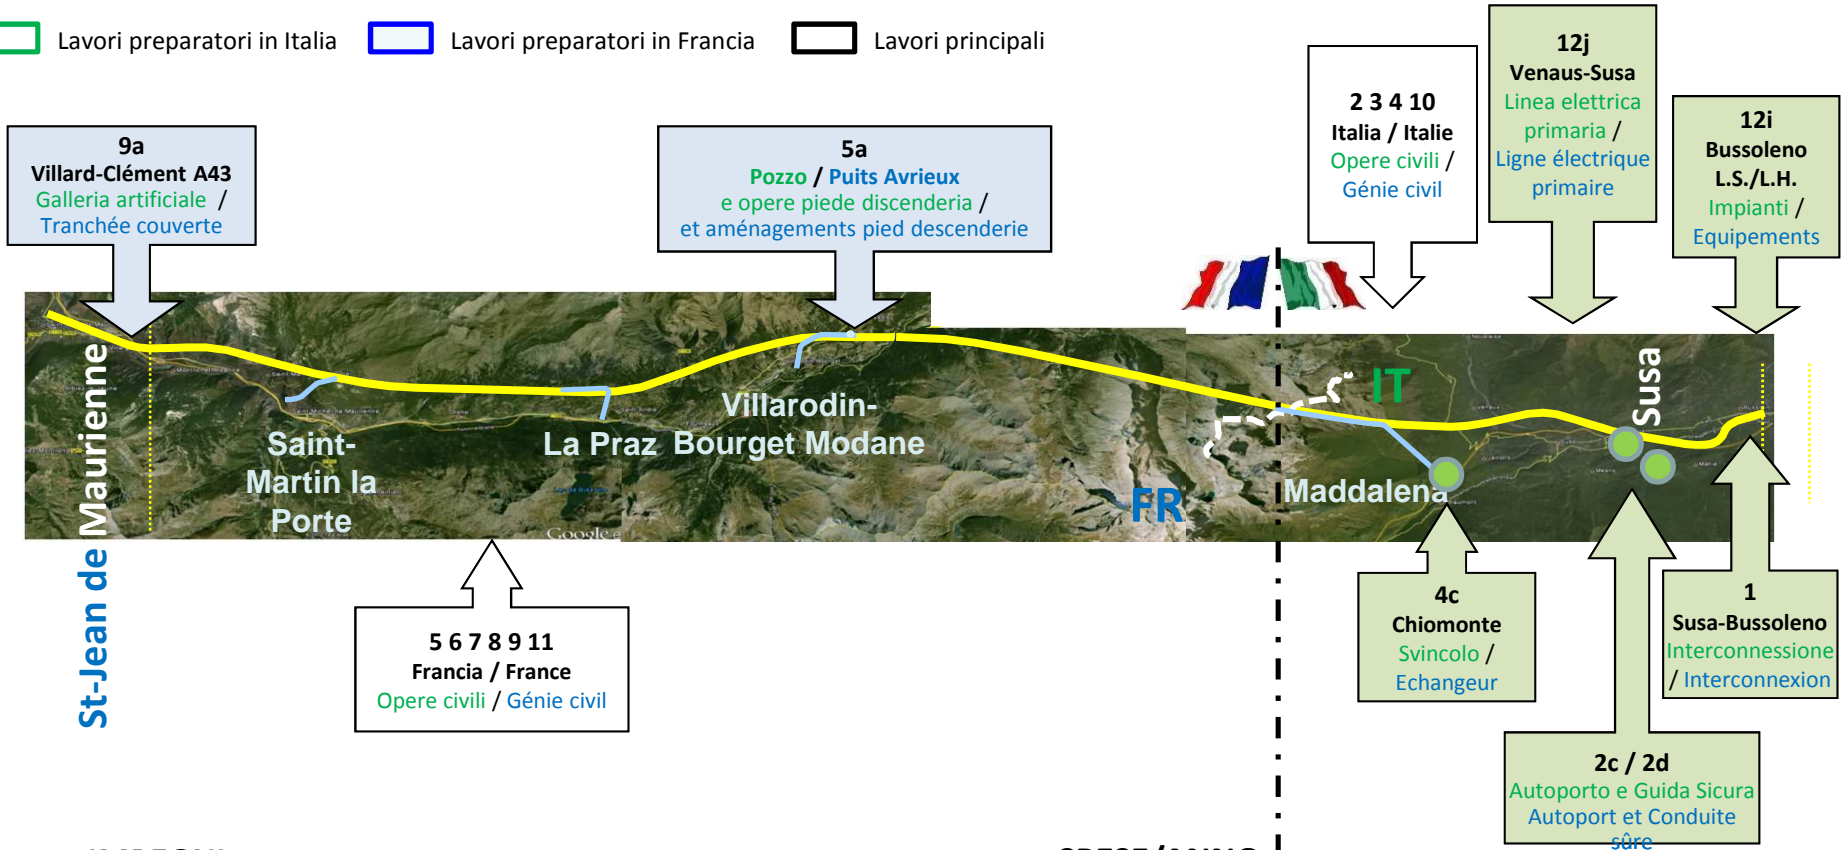 Lavori preparatori in Italia
Lavori preparatori in Francia
Lavori principali
9a
Villard-Clément A43
Galleria artificiale /
Tranchée couverte
5a
Pozzo / Puits Avrieux
e opere piede discenderia /
et aménagements pied descenderie
2 3 4 10
Italia / Italie
Opere civili /
Génie civil
12j
Venaus-Susa
Linea elettrica
primaria /
Ligne électrique
primaire
12i
Bussoleno
L.S./L.H.
Impianti /
Equipements
St-Jean de Maurienne
Saint-
Martin la
Porte
La Praz
Villarodin-
Bourget Modane
FR
IT
Maddalena
Susa
Google
5 6 7 8 9 11
Francia / France
Opere civili / Génie civil
4c
Chiomonte
Svincolo /
Echangeur
1
Susa-Bussoleno
Interconnessione
/ Interconnexion
2c / 2d
Autoporto e Guida Sicura
Autoport et Conduite
sûre